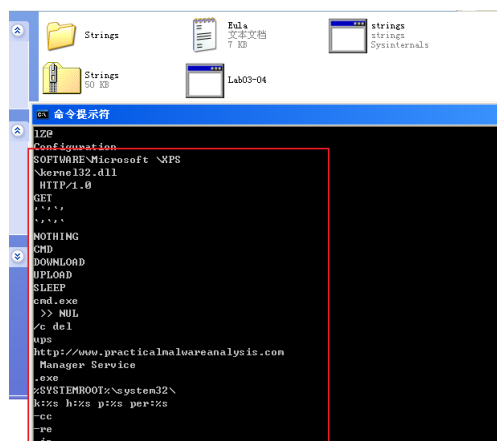 Strings
Eula
文本文档
7 KB
strings
strings
Sysinternals
Strings
50 KB
Lab03-04
命令提示符
lZ@
Configuration
SOFTWARE\Microsoft \XPS
\kernel32.dll
 HTTP/1.0
GET
'`'`'
`'`'`
NOTHING
CMD
DOWNLOAD
UPLOAD
SLEEP
cmd.exe
 >> NUL
/c del
ups
http://www.practicalmalwareanalysis.com
 Manager Service
.exe
%SYSTEMROOT%\system32\
k:%s h:%s p:%s per:%s
-cc
-re